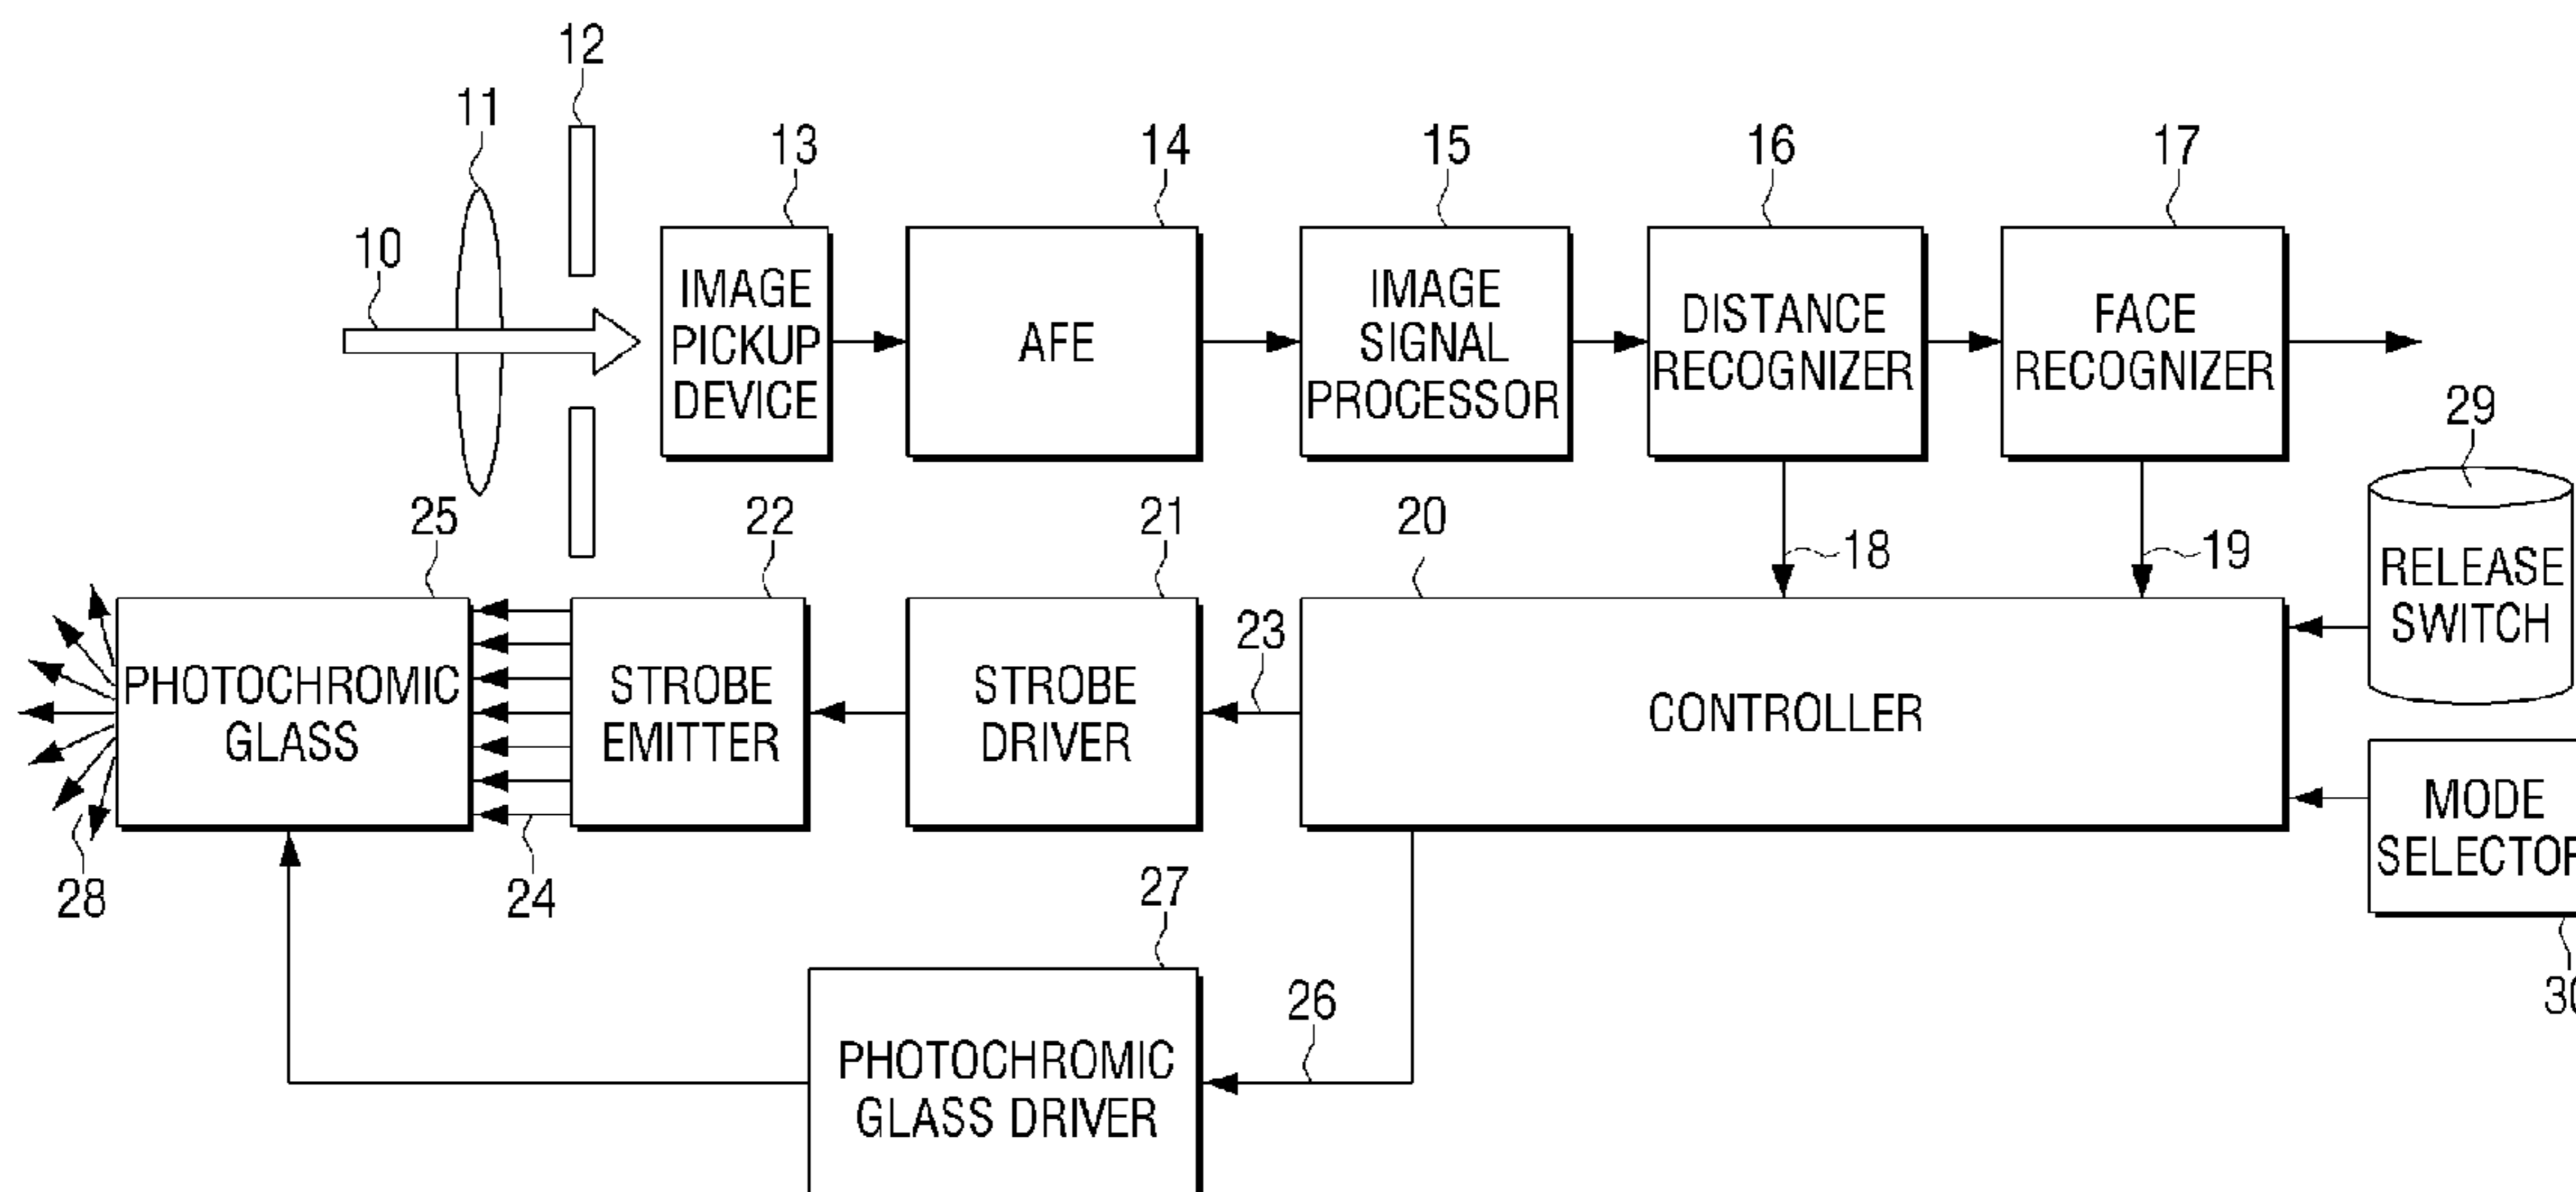 12
11
13
14
15
16
17
10
IMAGE
PICKUP
DEVICE
AFE
IMAGE
SIGNAL
PROCESSOR
DISTANCE
RECOGNIZER
FACE
RECOGNIZER
29
25
22
21
20
18
19
RELEASE
SWITCH
23
PHOTOCHROMIC
GLASS
STROBE
EMITTER
STROBE
DRIVER
CONTROLLER
MODE
SELECTOR
28
24
27
26
30
PHOTOCHROMIC
GLASS DRIVER